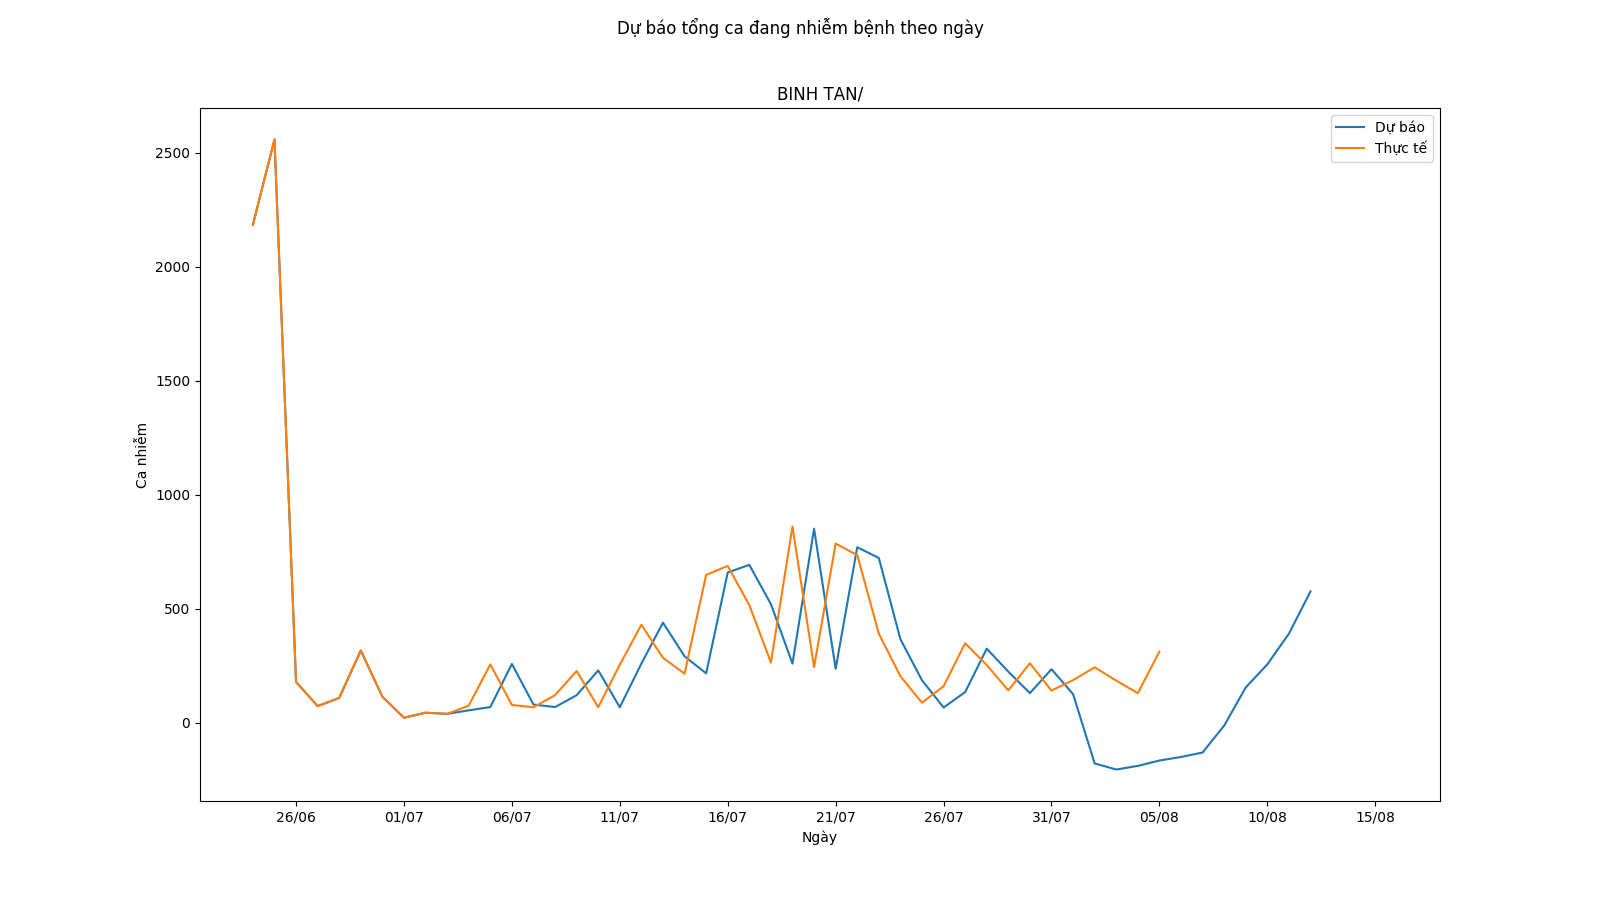 Dự báo tổng ca đang nhiễm bệnh theo ngày
BINH TAN/
Dự báo
Thực tế
2500
2000
1500
1000
500
0
Ca nhiễm
26/06 01/07 06/07 11/07 16/07 21/07 26/07 31/07 05/08 10/08 15/08
Ngày